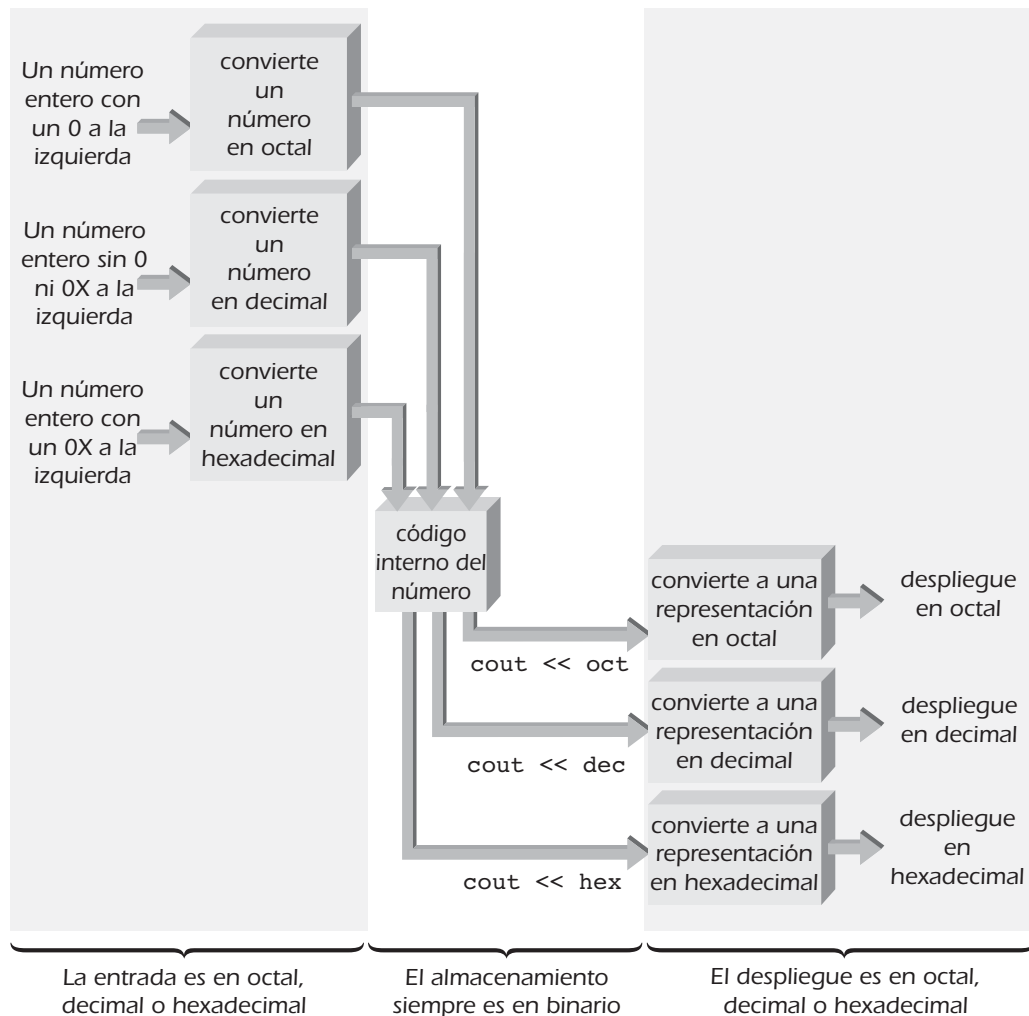 Un número
entero con
un 0 a la
izquierda
convierte
un
número
en octal
Un número
entero sin 0
ni 0X a la
izquierda
convierte
un
número
en decimal
Un número
entero con
un 0X a la
izquierda
convierte
un
número en
hexadecimal
código
interno del
número
cout << oct
convierte a una
representación
en octal
despliegue
en octal
cout << dec
convierte a una
representación
en decimal
despliegue
en decimal
cout << hex
convierte a una
representación
en hexadecimal
despliegue
en
hexadecimal
La entrada es en octal,
decimal o hexadecimal
El almacenamiento
siempre es en binario
El despliegue es en octal,
decimal o hexadecimal